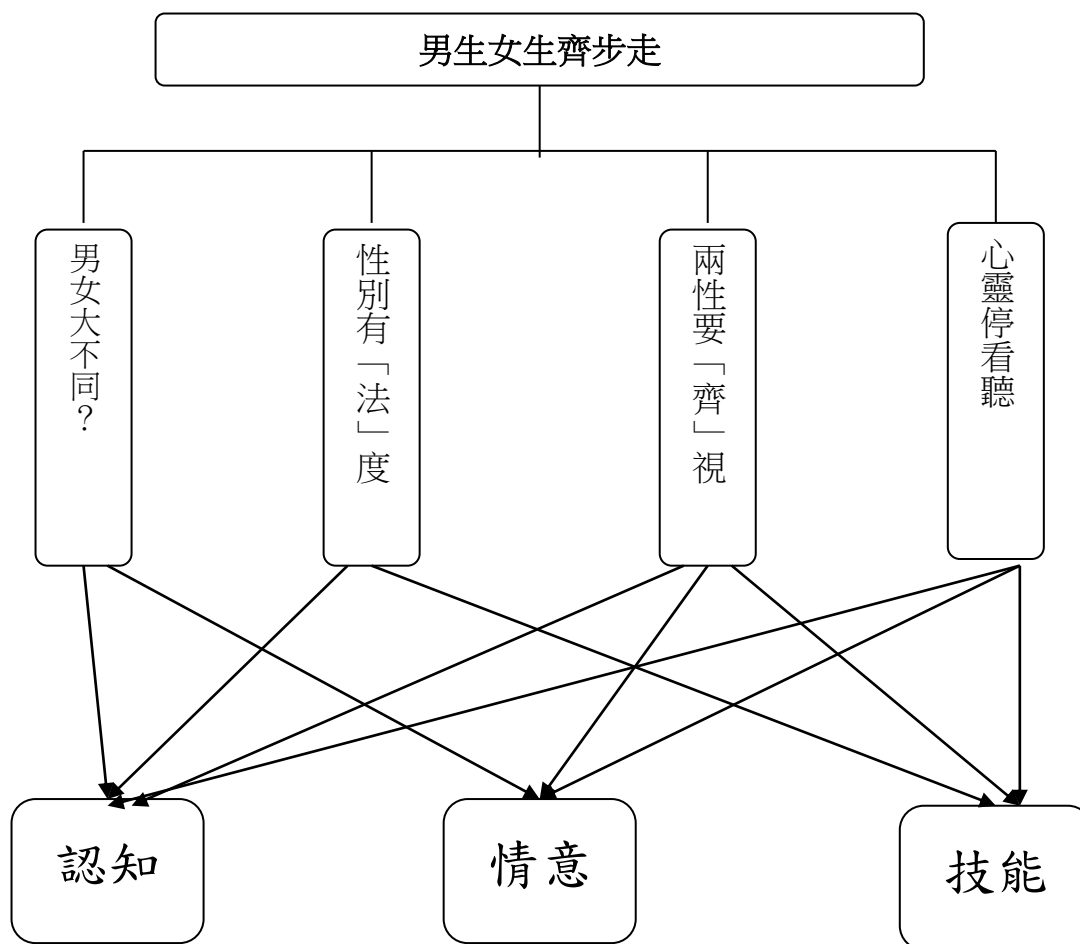 男生女生齊步走
男女大不同？
性別有「法」度
兩性要「齊」視
心靈停看聽
認知
情意
技能